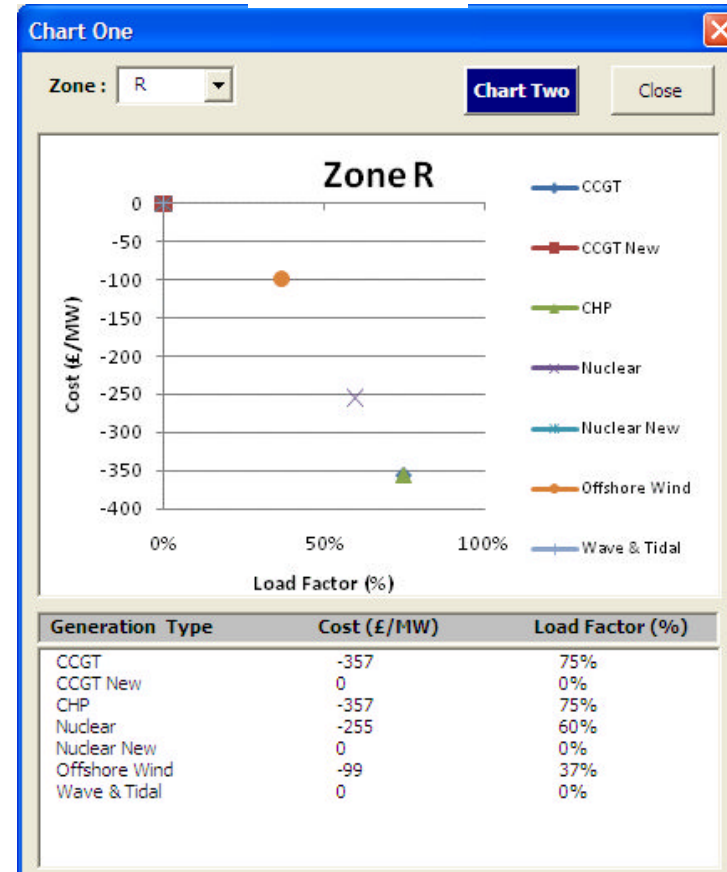 Chart One
Zone : R
Chart Two
Close
Zone R
0
-50
-100
-150
-200
-250
-300
-350
-400
Cost (£/MW)
0% 50% 100%
Load Factor (%)
CCGT
CCGT New
CHP
Nuclear
Nuclear New
Offshore Wind
Wave & Tidal
Generation Type Cost (£/MW) Load Factor (%)
CCGT -357 75%
CCGT New 0 0%
CHP -357 75%
Nuclear -255 60%
Nuclear New 0 0%
Offshore Wind -99 37%
Wave & Tidal 0 0%